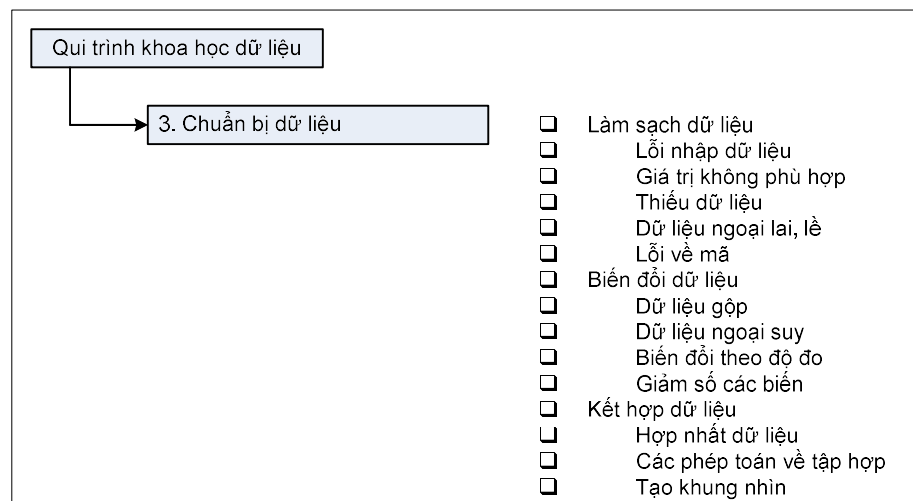 Qui trình khoa học dữ liệu
3. Chuẩn bị dữ liệu
Làm sạch dữ liệu
Lỗi nhập dữ liệu
Giá trị không phù hợp
Thiếu dữ liệu
Dữ liệu ngoại lai, lề
Lỗi về mã
Biến đổi dữ liệu
Dữ liệu gộp
Dữ liệu ngoại suy
Biến đổi theo độ đo
Giảm số các biến
Kết hợp dữ liệu
Hợp nhất dữ liệu
Các phép toán về tập hợp
Tạo khung nhìn